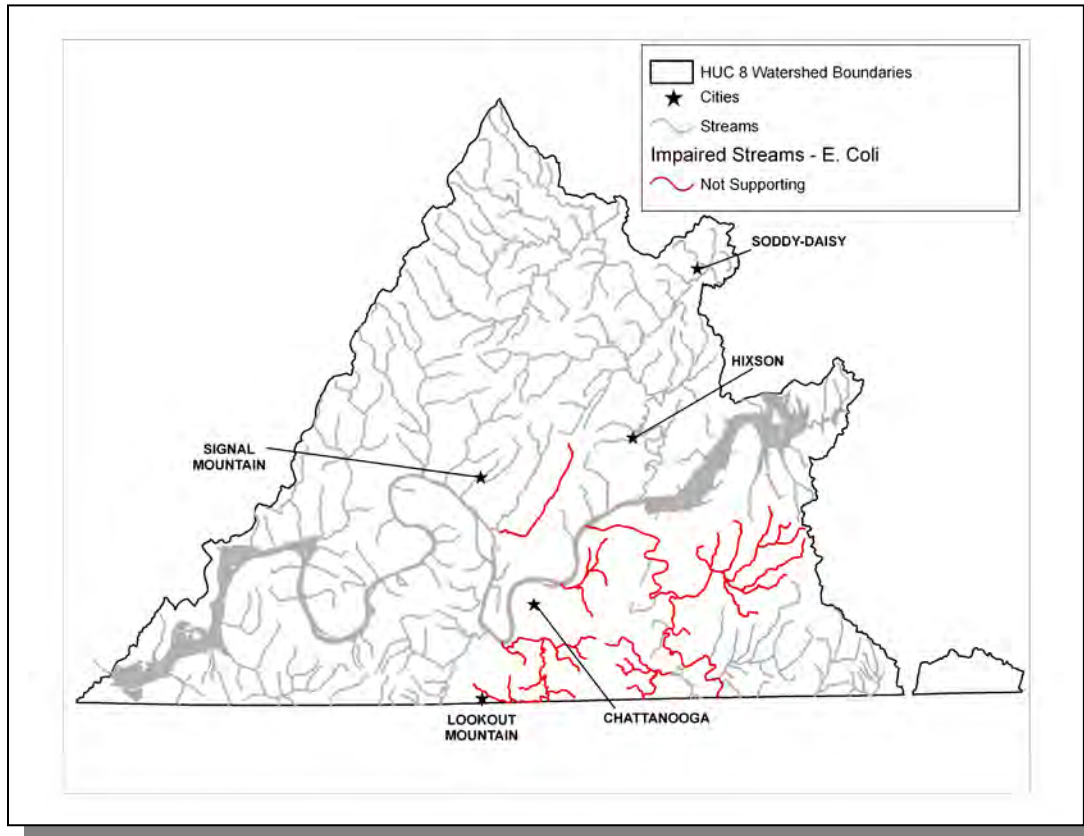 HUC 8 Watershed Boundaries
Cities
Streams
Impaired Streams - E. Coli
Not Supporting
SODDY-DAISY
HIXSON
SIGNAL
MOUNTAIN
CHATTANOOGA
LOOKOUT
MOUNTAIN